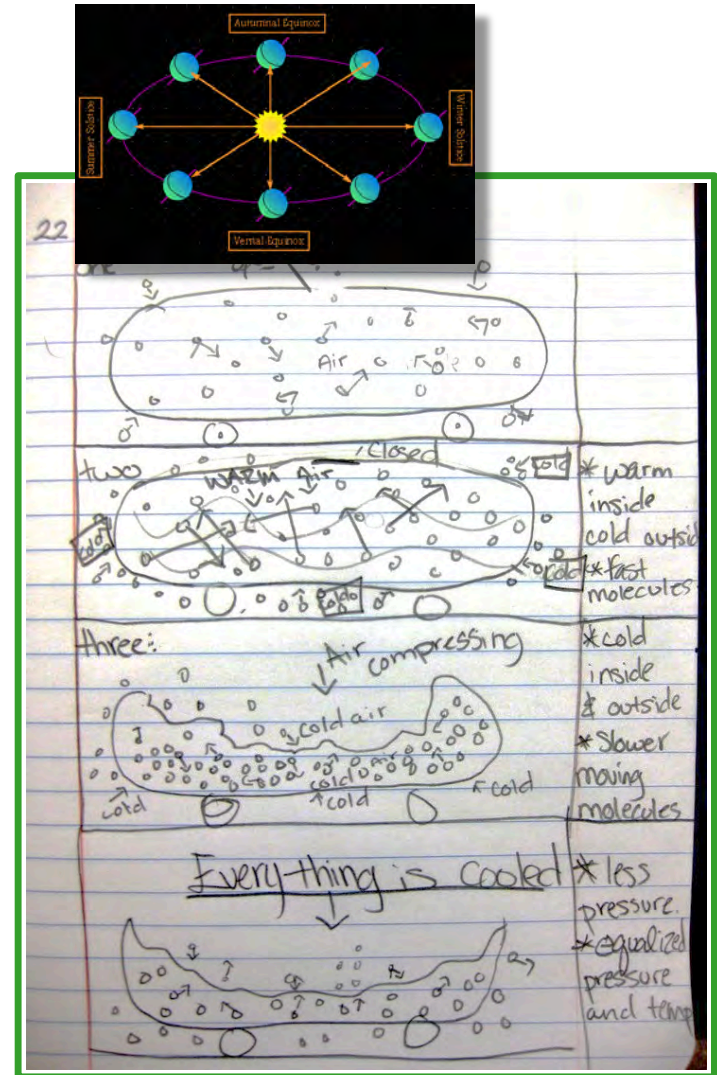 Autumnal Equinox
Summer Solstice
Winter Solstice
Vernal Equinox
22
one
Air
two
closed
WARM Air
cold
cold
cold
cold
* warm
inside
cold outside
* fast
molecules
three:
Air
compressing
cold air
cold air
cold
cold
cold
* cold
inside
& outside
* Slower
moving
molecules
Everything is cooled
* less
pressure.
* equalized
pressure
and temp